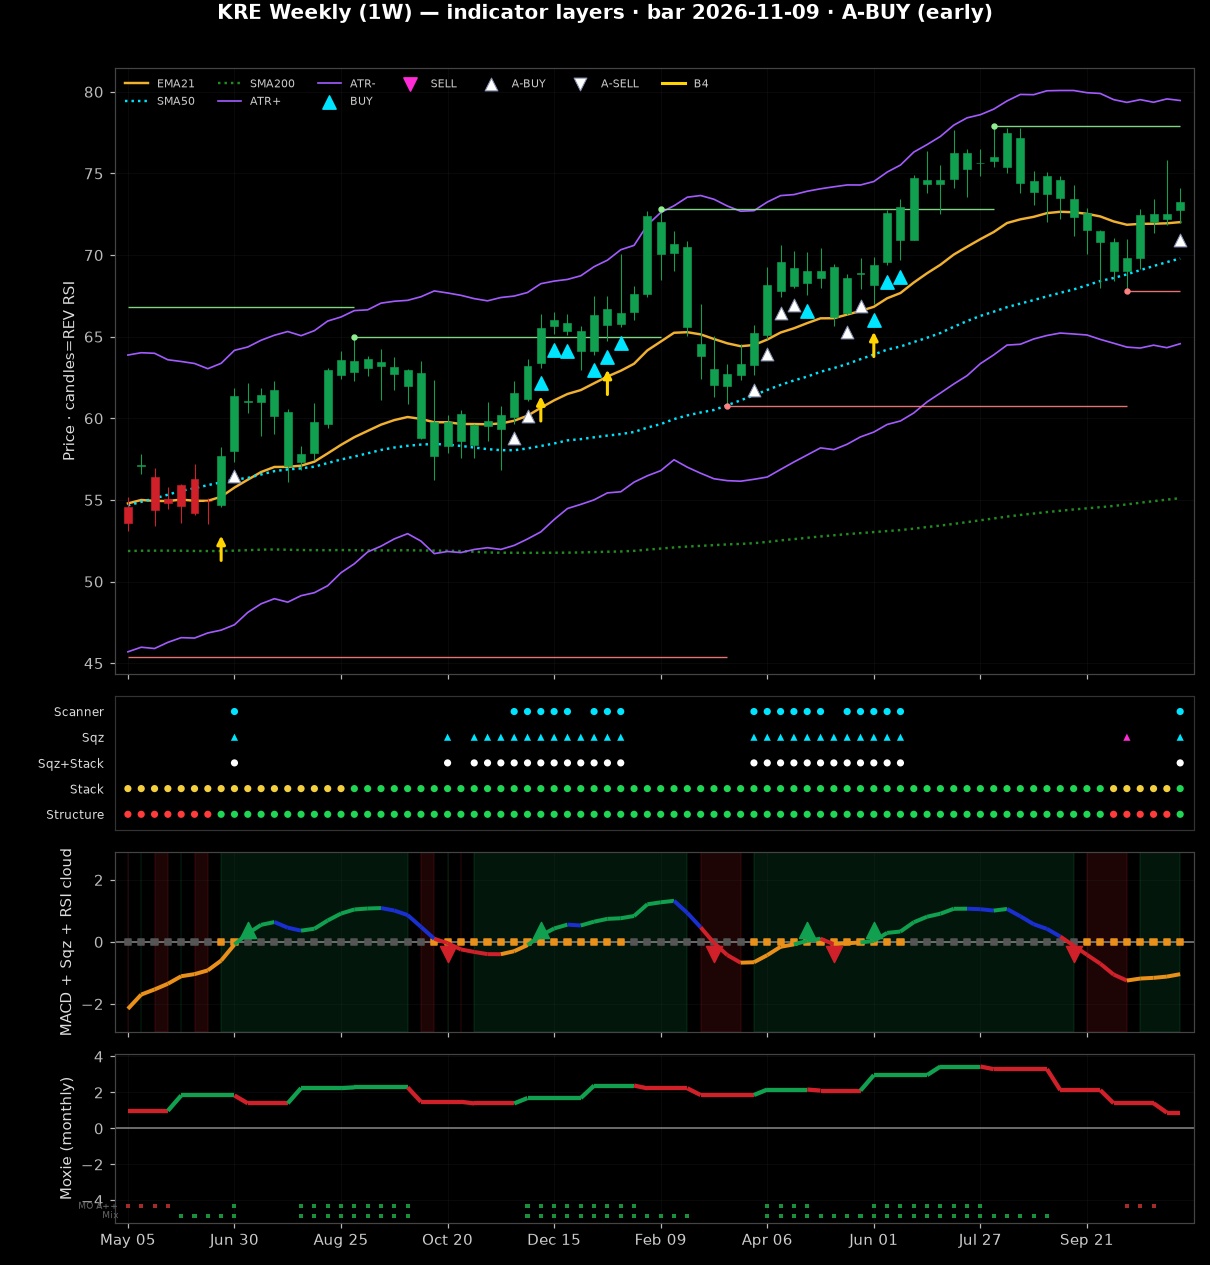 KRE Weekly (1W) — indicator layers · bar 2026-11-09 · A-BUY (early)
EMA21 SMA200 ATR- SELL A-BUY A-SELL B4
SMA50 ATR+ BUY
Price · candles=REV RSI
80
75
70
65
60
55
50
45
Scanner
Sqz
Sqz+Stack
Stack
Structure
MACD + Sqz + RSI cloud
2
0
−2
Moxie (monthly)
4
2
0
−2
−4
MO A++
Mix
May 05 Jun 30 Aug 25 Oct 20 Dec 15 Feb 09 Apr 06 Jun 01 Jul 27 Sep 21